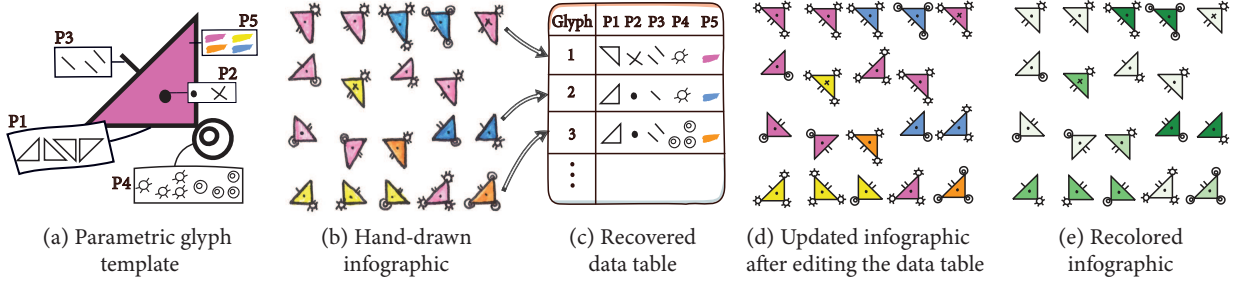 P5
P3
P2
P1
P4
Glyph P1 P2 P3 P4 P5
1
2
3
(a) Parametric glyph
template
(b) Hand-drawn
infographic
(c) Recovered
data table
(d) Updated infographic
after editing the data table
(e) Recolored
infographic